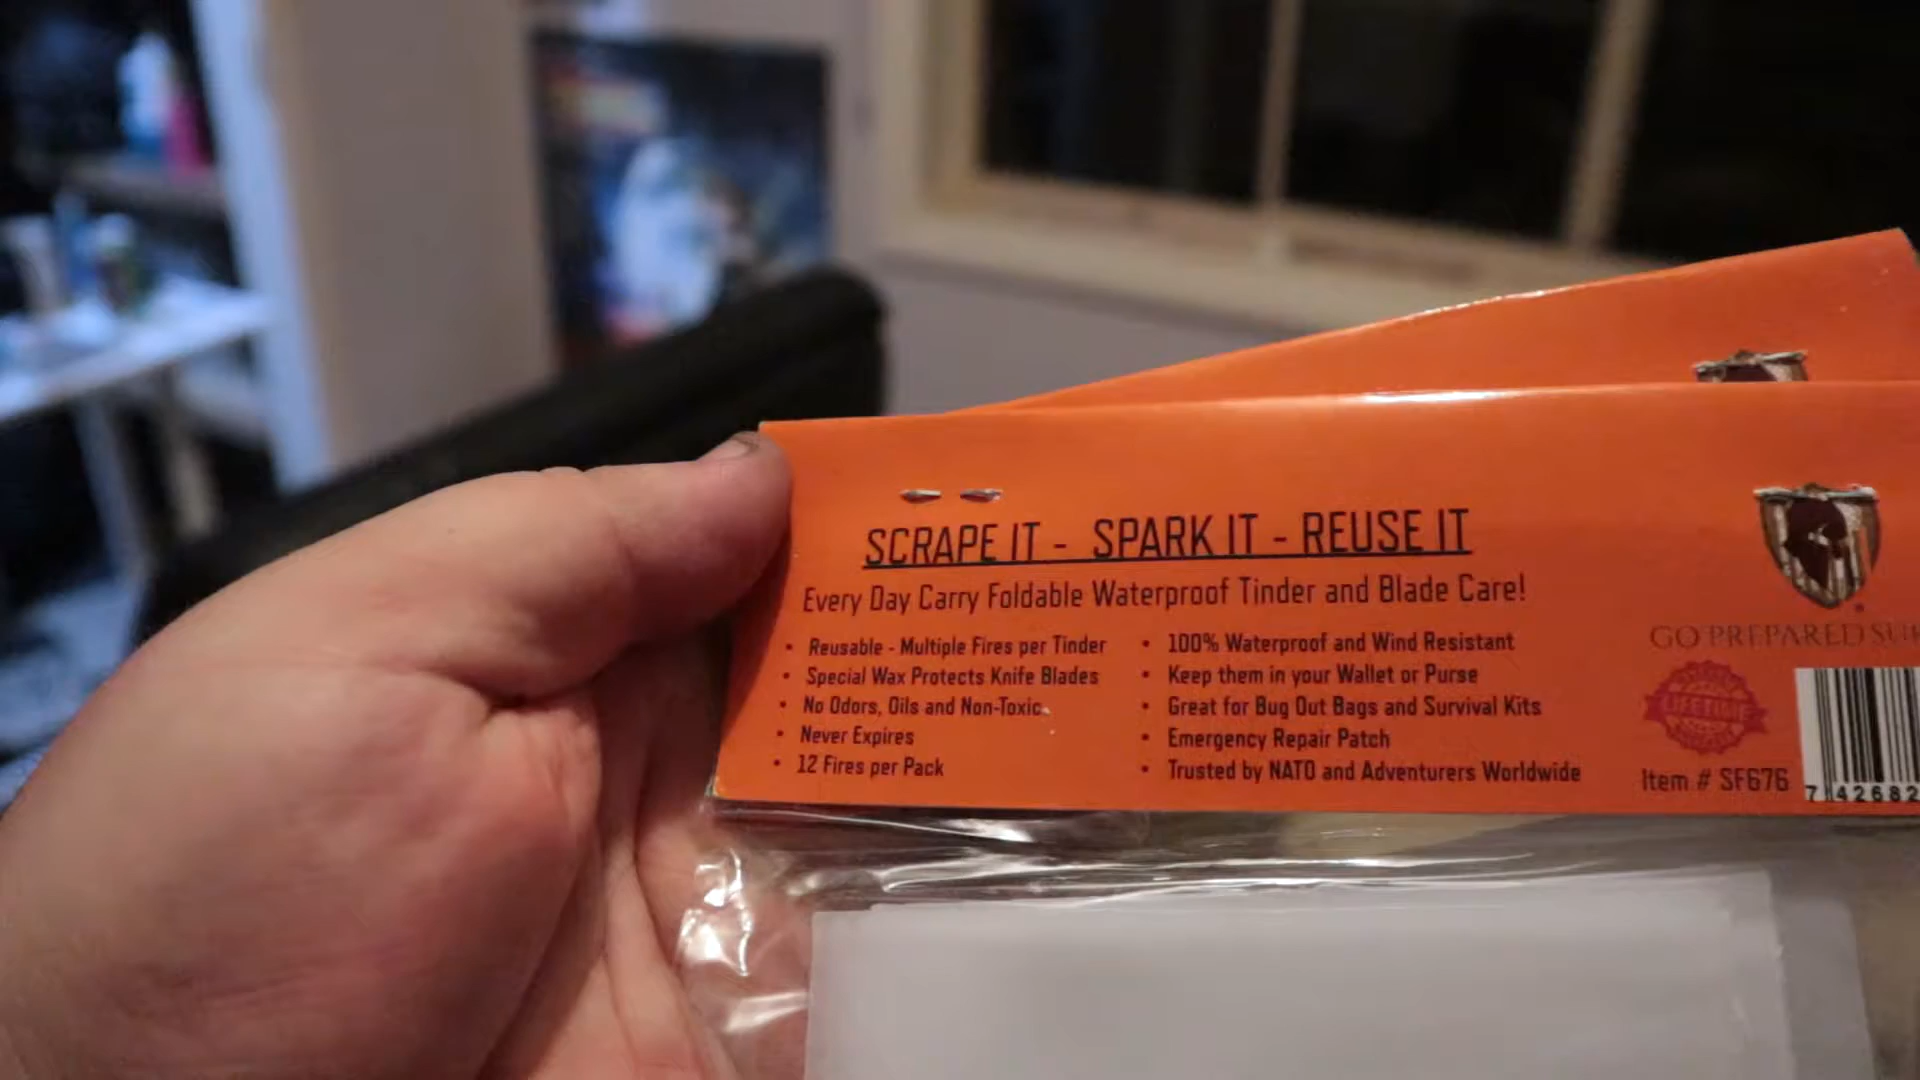 SCRAPE IT - SPARK IT - REUSE IT
Every Day Carry Foldable Waterproof Tinder and Blade Care!
• Reusable - Multiple Fires per Tinder
• Special Wax Protects Knife Blades
• No Odors, Oils and Non-Toxic
• Never Expires
• 12 Fires per Pack
• 100% Waterproof and Wind Resistant
• Keep them in your Wallet or Purse
• Great for Bug Out Bags and Survival Kits
• Emergency Repair Patch
• Trusted by NATO and Adventurers Worldwide
GO PREPARED
LIFETIME
Item # SF676
7 42682